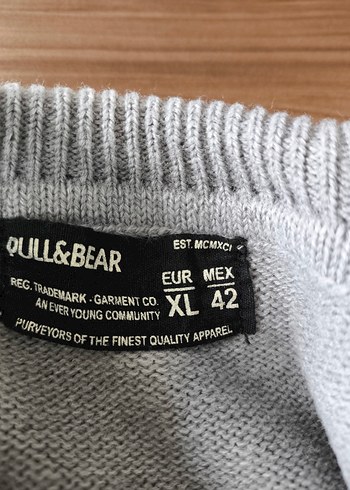 PULL&BEAR
EST. MCMXCI
REG. TRADEMARK · GARMENT CO.
AN EVER YOUNG COMMUNITY
EUR MEX
XL 42
PURVEYORS OF THE FINEST QUALITY APPAREL